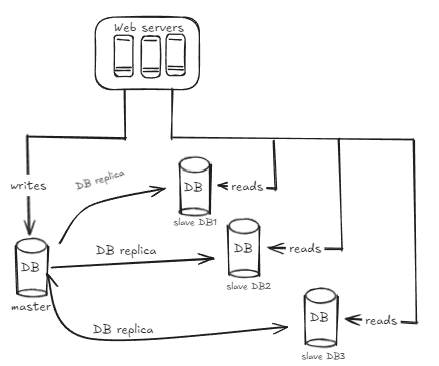 Web servers
DB replica
writes
DB
reads
slave DB1
DB replica
DB
reads
slave DB2
DB
master
DB replica
DB
reads
slave DB3